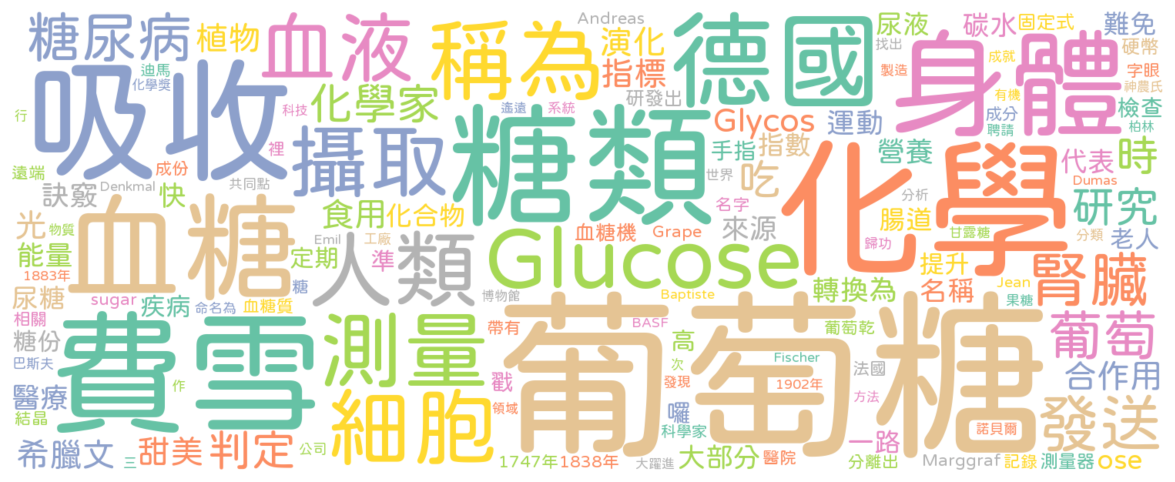 Andreas
糖尿病
植物
血液
稱為
演化
德國
尿液
碳水
固定式
難免
找出
硬幣
迪馬
化學獎
指標
製造
成就
字眼
神農氏
吸收
化學家
研發出
身體
有機
行
科技
遙遠
系統
Glycos
運動
成分
檢查
聘請
柏林
裡
攝取
糖類
手指
指數
化學
營養
代表
時
遠端
成份
世界
吃
Dumas
訣竅
Denkmal
快
共同點
分析
研究
光
血糖
食用
化合物
名字
來源
腸道
甘露糖
老人
物質
Emil
工廠
血糖機
Grape
歸功
分類
能量
人類
準
Glucose
提升
腎臟
1883年
定期
尿糖
sugar
疾病
糖
命名為
血糖質
博物館
Baptiste
轉換為
名稱
Jean
果糖
相關
費雪
測量
帶有
BASF
葡萄糖
葡萄乾
葡萄
糖份
高
巴斯夫
次
Fischer
法國
合作用
醫療
作
戳
發現
1902年
結晶
細胞
領域
囉
方法
發送
科學家
諾貝爾
希臘文
三
甜美
判定
公司
1747年
1838年
大躍進
大部分
醫院
一路
分離出
Marggraf
記錄
測量器
ose